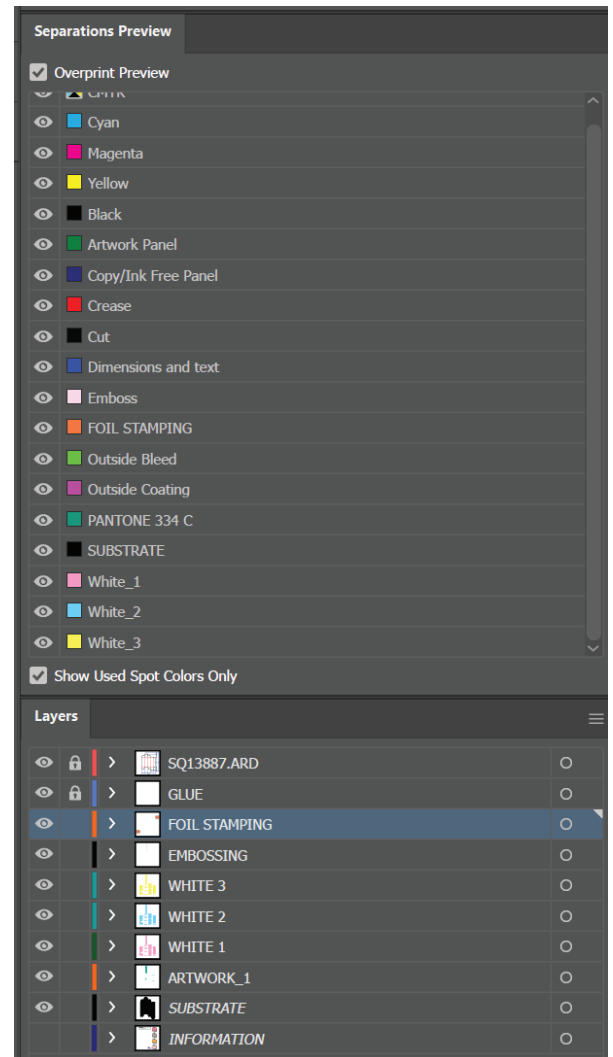 Separations Preview
Overprint Preview
CMYK
Cyan
Magenta
Yellow
Black
Artwork Panel
Copy/Ink Free Panel
Crease
Cut
Dimensions and text
Emboss
FOIL STAMPING
Outside Bleed
Outside Coating
PANTONE 334 C
SUBSTRATE
White_1
White_2
White_3
Show Used Spot Colors Only
Layers
SQ13887.ARD
GLUE
FOIL STAMPING
EMBOSSING
WHITE 3
WHITE 2
WHITE 1
ARTWORK_1
SUBSTRATE
INFORMATION